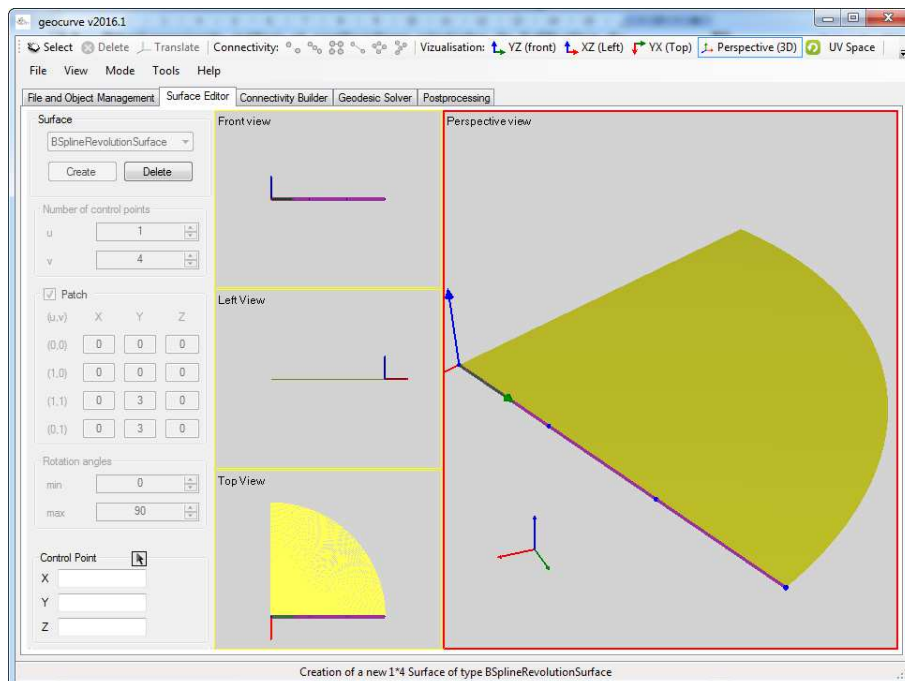 geocurve v2016.1
Select Delete Translate Connectivity: Vizualisation: YZ (front) XZ (Left) YX (Top) Perspective (3D) UV Space
File View Mode Tools Help
File and Object Management Surface Editor Connectivity Builder Geodesic Solver Postprocessing
Surface
BSplineRevolutionSurface
Create Delete
Number of control points
u 1
v 4
Patch
(u,v) X Y Z
(0,0) 0 0 0
(1,0) 0 0 0
(1,1) 0 3 0
(0,1) 0 3 0
Rotation angles
min 0
max 90
Control Point
X
Y
Z
Front view
Left View
Top View
Perspective view
Creation of a new 1*4 Surface of type BSplineRevolutionSurface